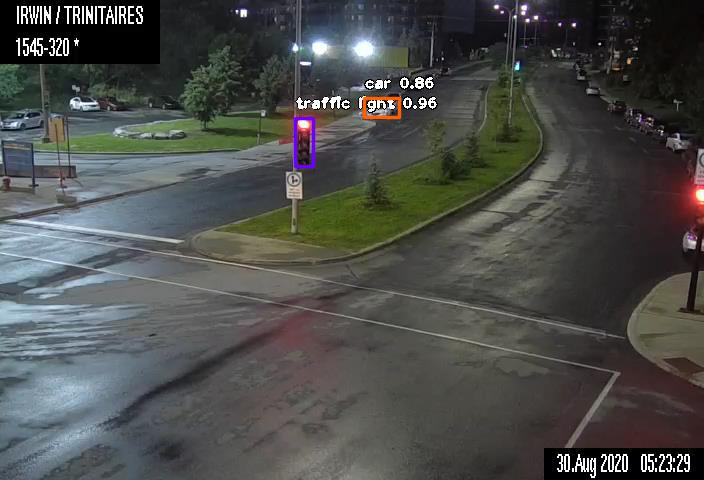 IRWIN / TRINITAIRES
1545-320 *
car 0.86
traffic light 0.96
30.Aug 2020 05:23:29